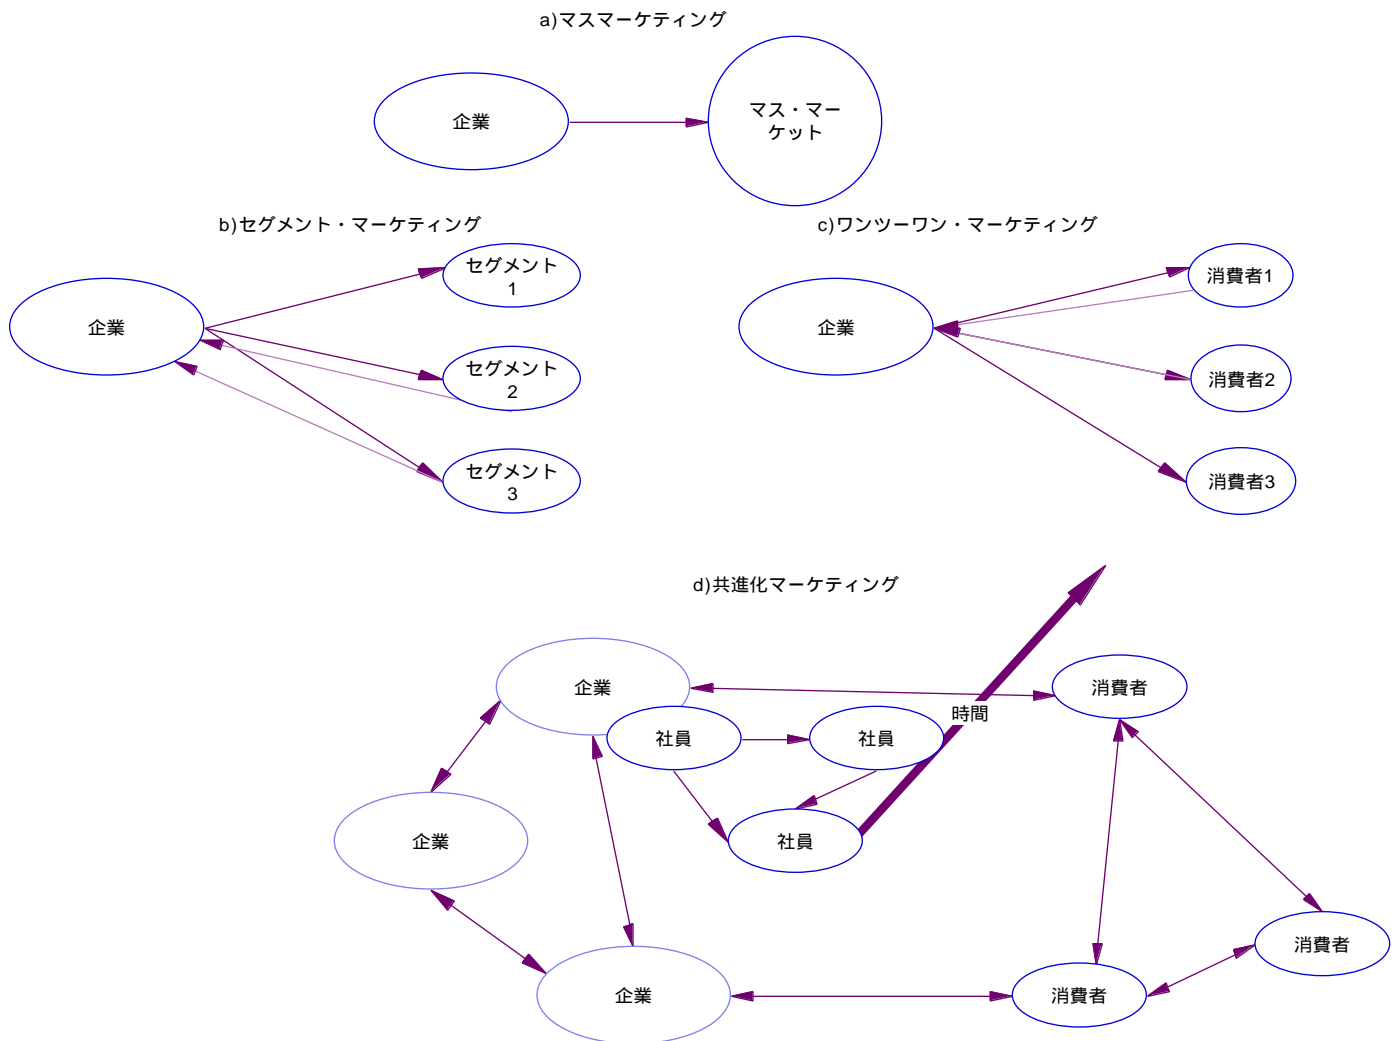 a)マスマーケティング
企業
マス・マー
ケット
b)セグメント・マーケティング
企業
セグメント
1
セグメント
2
セグメント
3
c)ワンツーワン・マーケティング
企業
消費者1
消費者2
消費者3
d)共進化マーケティング
企業
消費者
時間
社員
社員
企業
社員
消費者
企業
消費者